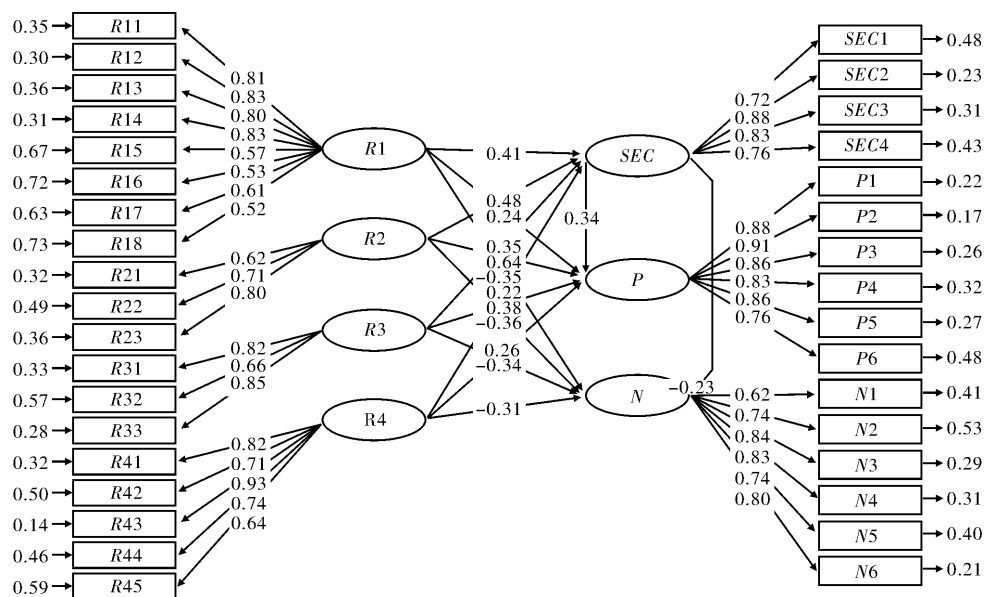 0.35 R11
0.30 R12
0.36 R13
0.31 R14
0.67 R15
0.72 R16
0.63 R17
0.73 R18
0.32 R21
0.49 R22
0.36 R23
0.33 R31
0.57 R32
0.28 R33
0.32 R41
0.50 R42
0.14 R43
0.46 R44
0.59 R45
0.81
0.83
0.80
0.83
0.57
0.53
0.61
0.52
0.62
0.71
0.80
0.82
0.66
0.85
0.82
0.71
0.93
0.74
0.64
R1
R2
R3
R4
0.41
0.48
0.24
0.35
0.64
−0.35
0.22
0.38
−0.36
0.26
−0.34
−0.31
SEC
0.34
P
N
−0.23
0.72
0.88
0.83
0.76
0.88
0.91
0.86
0.83
0.86
0.76
0.62
0.74
0.84
0.83
0.74
0.80
SEC1 0.48
SEC2 0.23
SEC3 0.31
SEC4 0.43
P1 0.22
P2 0.17
P3 0.26
P4 0.32
P5 0.27
P6 0.48
N1 0.41
N2 0.53
N3 0.29
N4 0.31
N5 0.40
N6 0.21